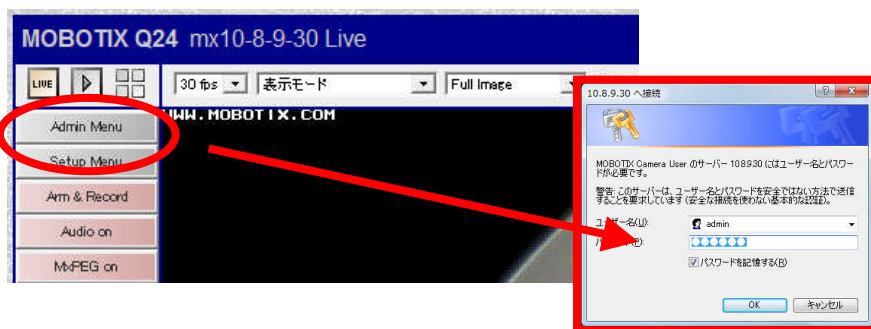 MOBOTIX Q24 mx10-8-9-30 Live
LIVE
30 fps 表示モード Full Image
WWW.MOBOTIX.COM
Admin Menu
Setup Menu
Arm & Record
Audio on
MxPEG on
10.8.9.30 へ接続
MOBOTIX Camera User のサーバー 10.8.9.30 にはユーザー名とパスワー
ドが必要です。
警告: このサーバーは、ユーザー名とパスワードを安全ではない方法で送信
することを要求しています (安全な接続を使わない基本的な認証)。
ユーザー名(U):
admin
(P):
パスワードを記憶する(R)
OK キャンセル